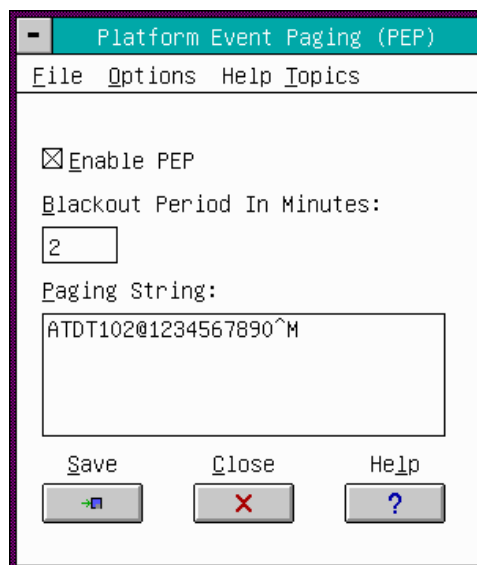 Platform Event Paging (PEP)
File Options Help Topics
Enable PEP
Blackout Period In Minutes:
2
Paging String:
ATDT102@1234567890^M
Save Close Help
?